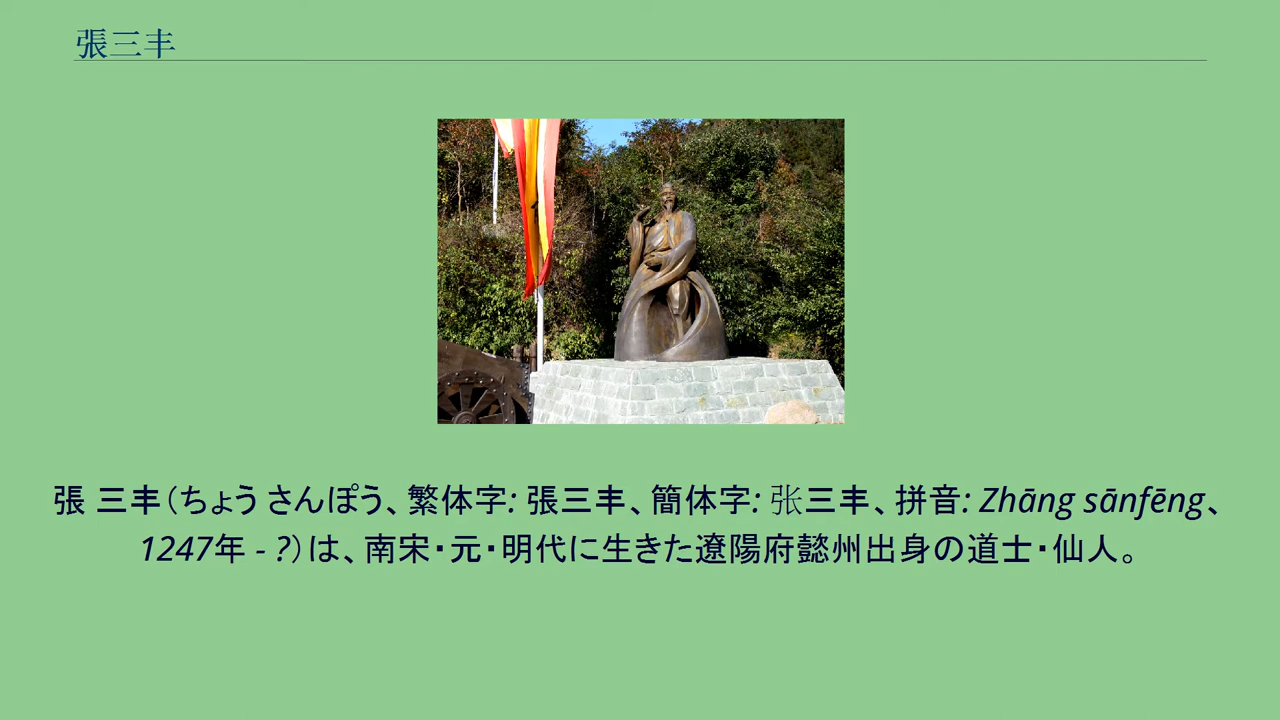 張三丰
張 三丰（ちょう さんぽう、繁体字: 張三丰、簡体字: 张三丰、拼音: Zhāng sānfēng、
1247年 - ?）は、南宋・元・明代に生きた遼陽府懿州出身の道士・仙人。